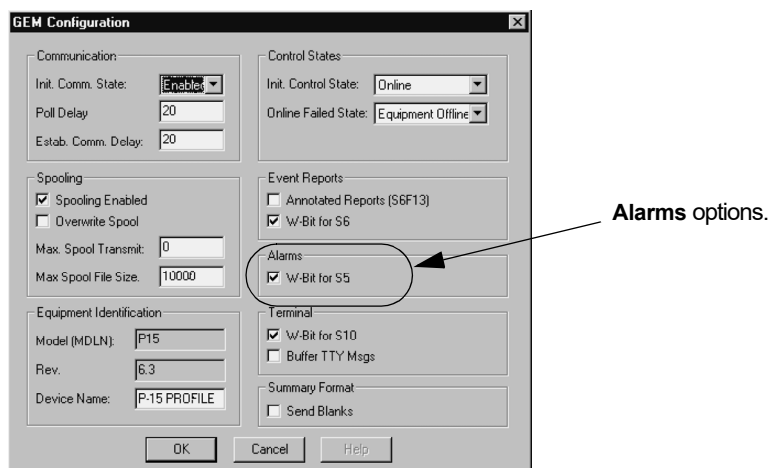 GEM Configuration
Communication
Init. Comm. State: Enabled
Poll Delay 20
Estab. Comm. Delay: 20
Control States
Init. Control State: Online
Online Failed State: Equipment Offline
Spooling
Spooling Enabled
Overwrite Spool
Max. Spool Transmit: 0
Max Spool File Size. 10000
Event Reports
Annotated Reports (S6F13)
W-Bit for S6
Alarms
W-Bit for S5
Alarms options.
Equipment Identification
Model (MDLN): P15
Rev. 6.3
Device Name: P-15 PROFILE
Terminal
W-Bit for S10
Buffer TTY Msgs
Summary Format
Send Blanks
OK Cancel Help